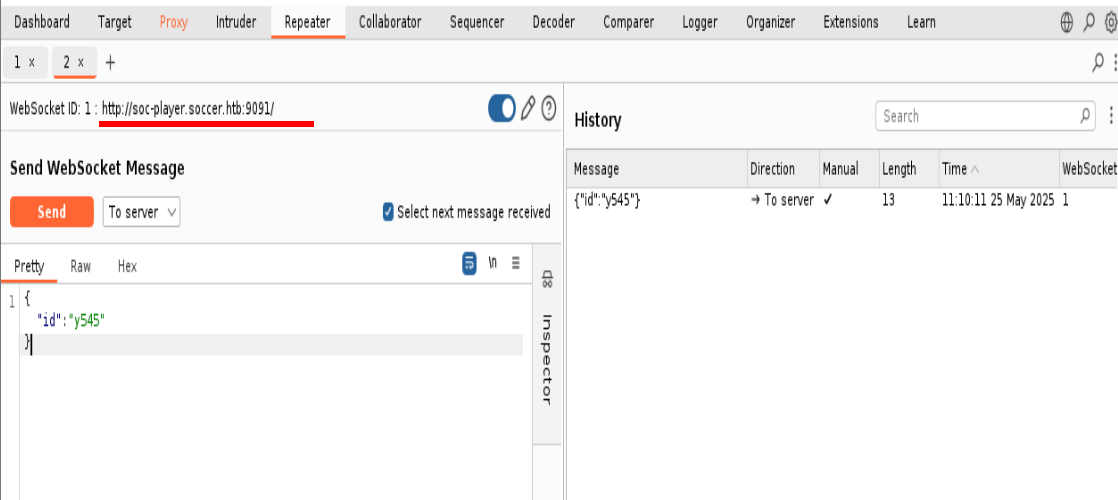 Dashboard Target Proxy Intruder Repeater Collaborator Sequencer Decoder Comparer Logger Organizer Extensions Learn
1 × 2 × +
WebSocket ID: 1 : http://soc-player.soccer.htb:9091/
Send WebSocket Message
Send To server Select next message received
Pretty Raw Hex \n
1 {
"id":"y545"
}
Inspector
History Search
Message Direction Manual Length Time WebSocket
{"id":"y545"} → To server ✓ 13 11:10:11 25 May 2025 1